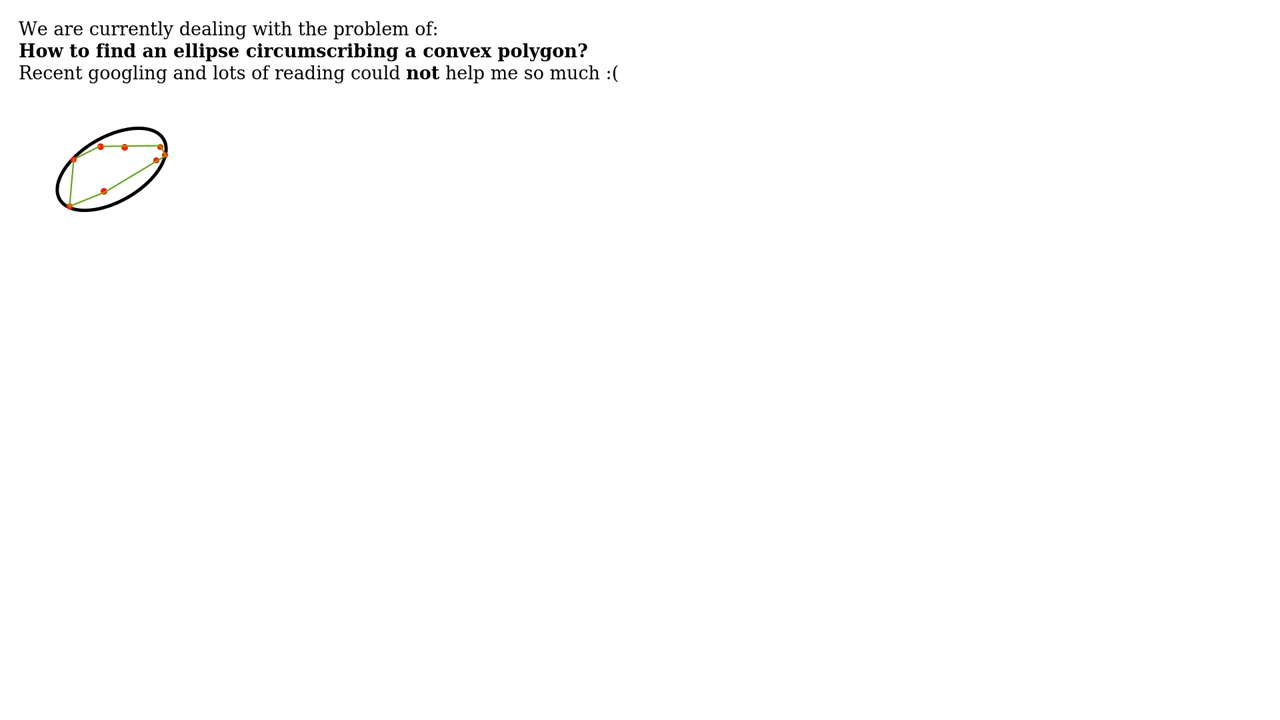 We are currently dealing with the problem of:
How to find an ellipse circumscribing a convex polygon?
Recent googling and lots of reading could not help me so much :(